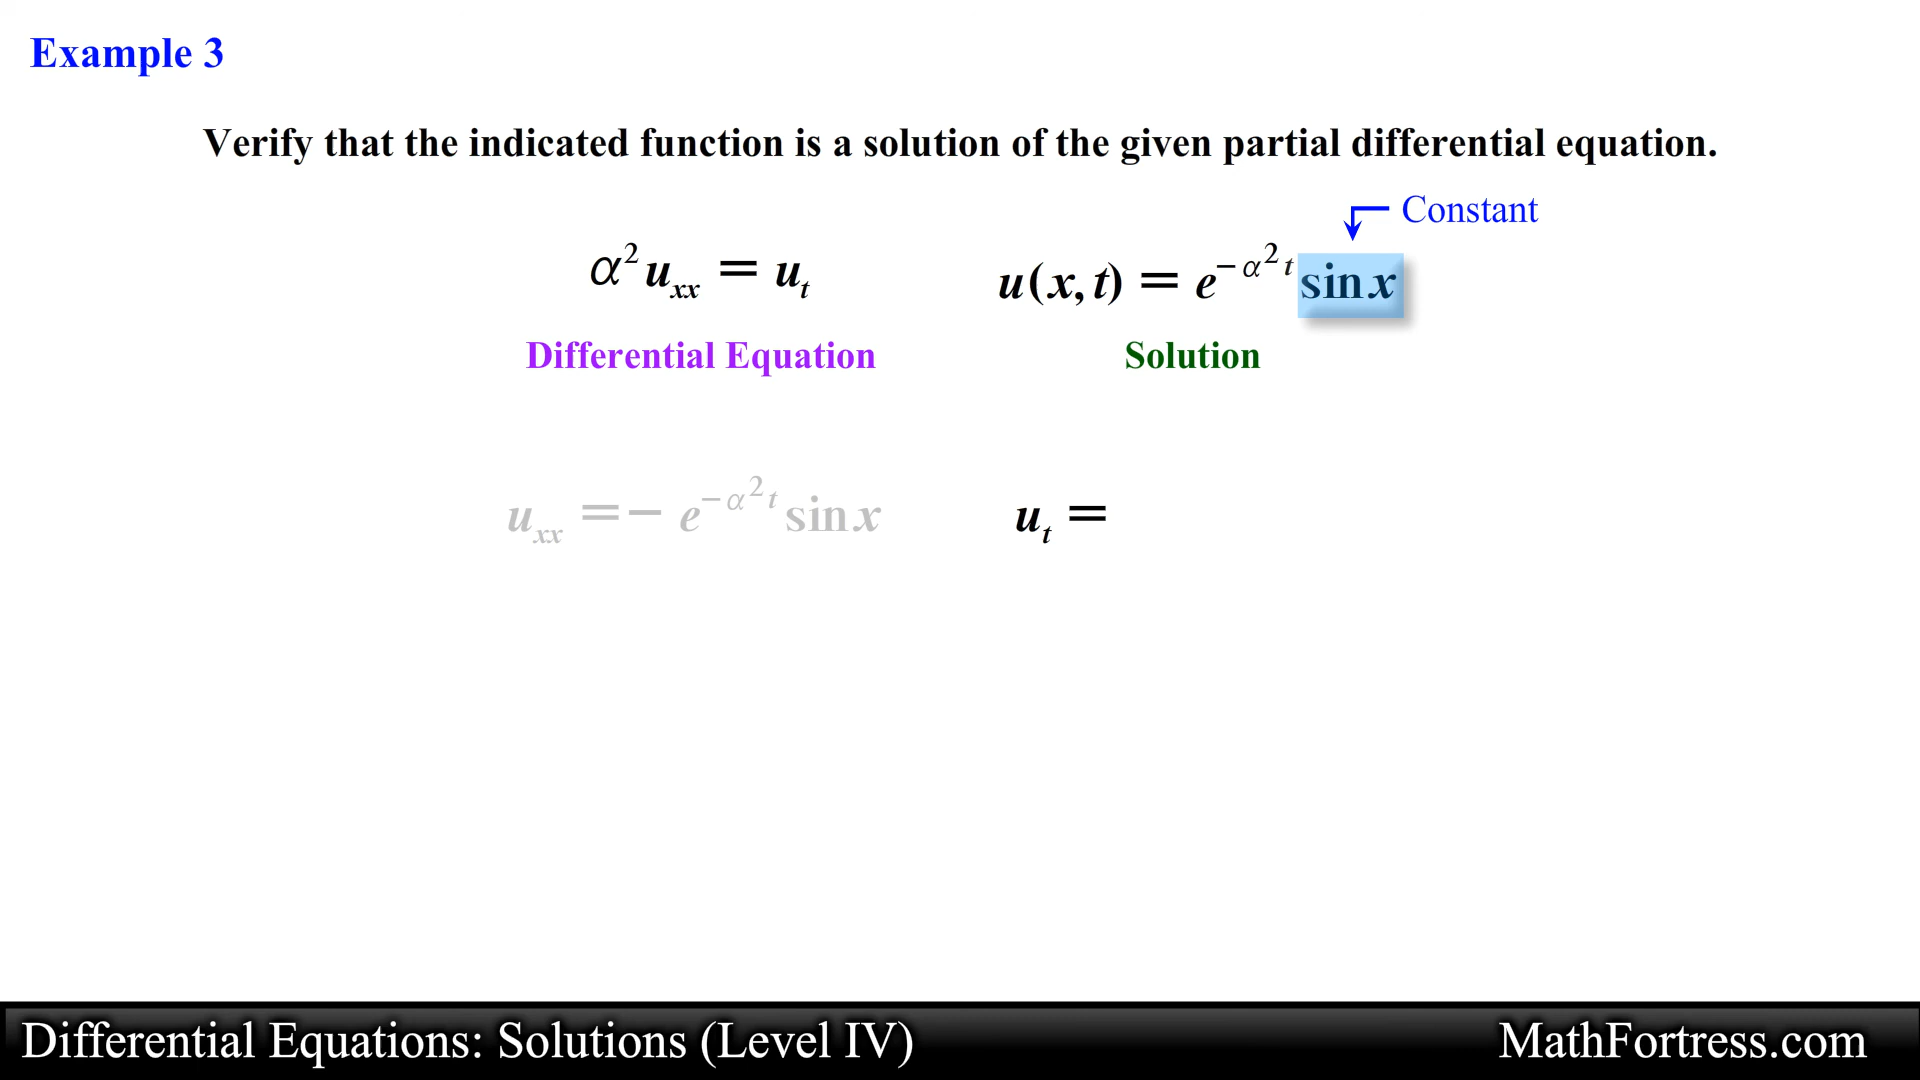 Example 3
Verify that the indicated function is a solution of the given partial differential equation.
Constant
α²uₓₓ = uₜ u(x,t) = e^{-α²t} sin x
Differential Equation Solution
uₓₓ = − e^{-α²t} sin x uₜ =
Differential Equations: Solutions (Level IV) MathFortress.com